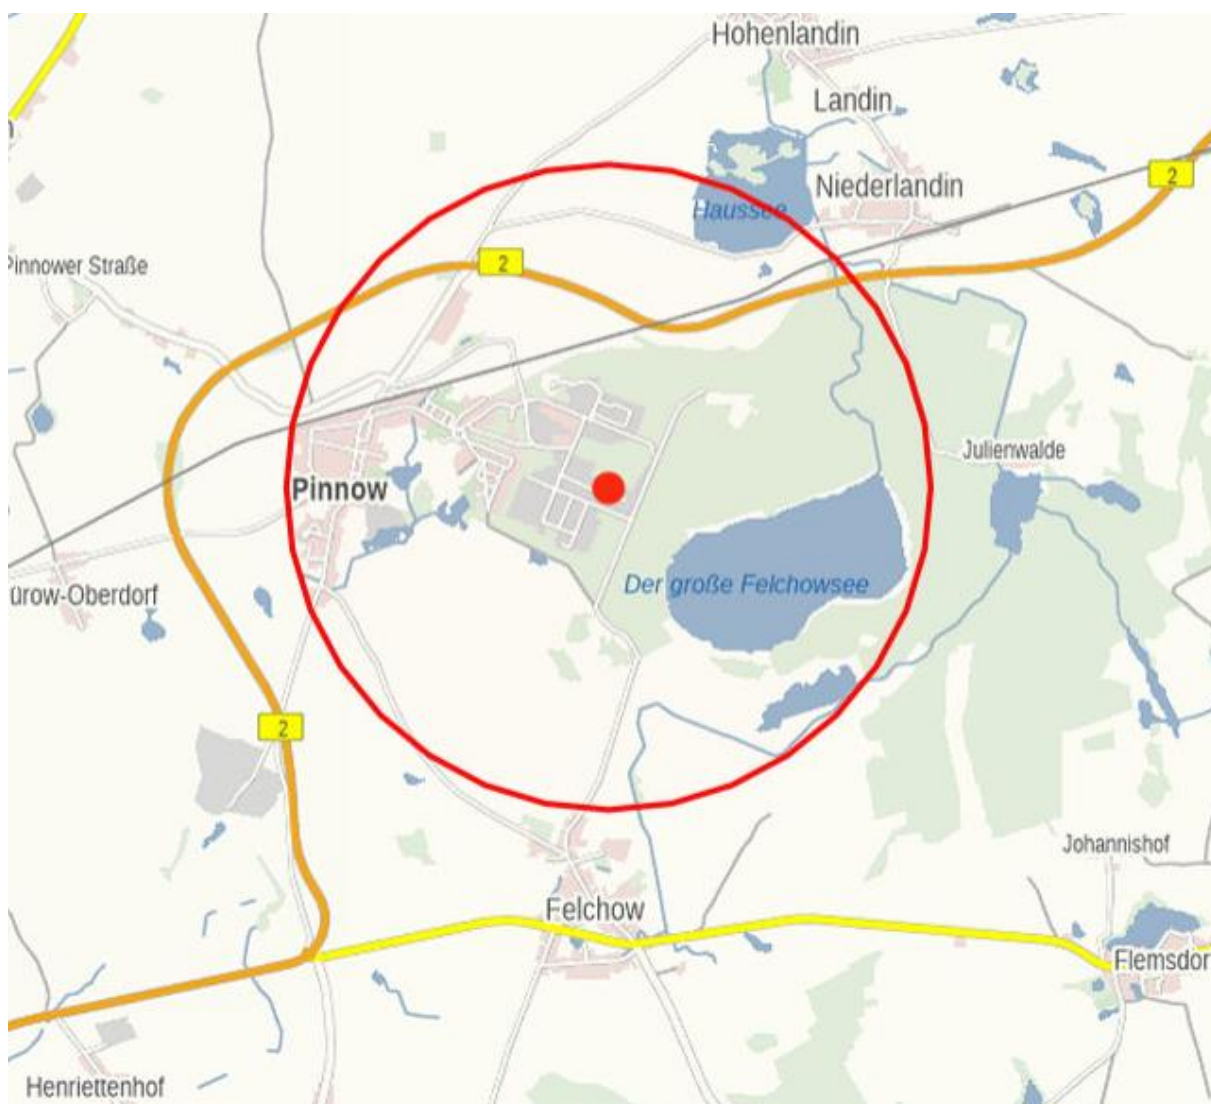 Hohenlandin
Landin
Niederlandin
2
Haussee
Pinnower Straße
2
Julienwalde
Pinnow
Der große Felchowsee
ürow-Oberdorf
2
Johannishof
Felchow
Flemsdor
Henriettenhof